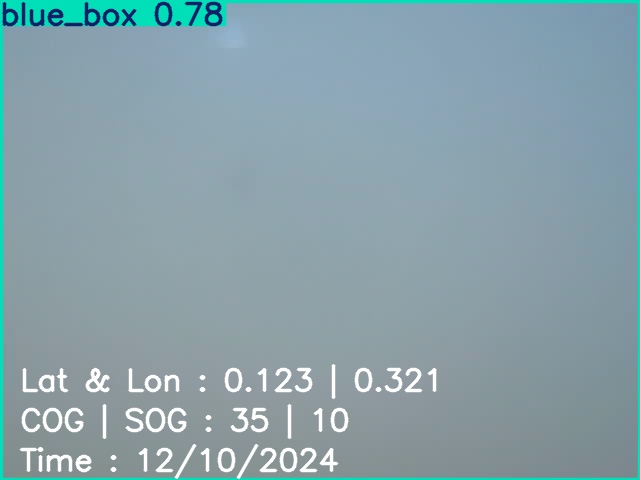 blue_box 0.78
Lat & Lon : 0.123 | 0.321
COG | SOG : 35 | 10
Time : 12/10/2024